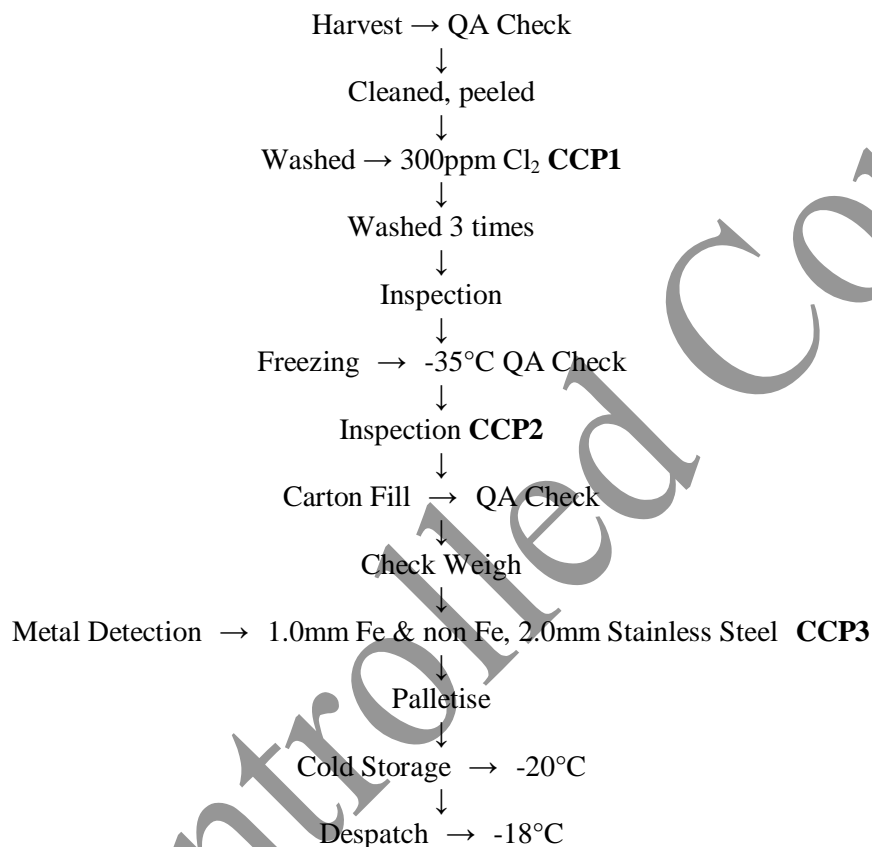 Harvest → QA Check
↓
Cleaned, peeled
↓
Washed → 300ppm Cl₂ CCP1
↓
Washed 3 times
↓
Inspection
↓
Freezing → -35°C QA Check
↓
Inspection CCP2
↓
Carton Fill → QA Check
↓
Check Weigh
↓
Metal Detection → 1.0mm Fe & non Fe, 2.0mm Stainless Steel CCP3
↓
Palletise
↓
Cold Storage → -20°C
↓
Despatch → -18°C
ntrolled Co